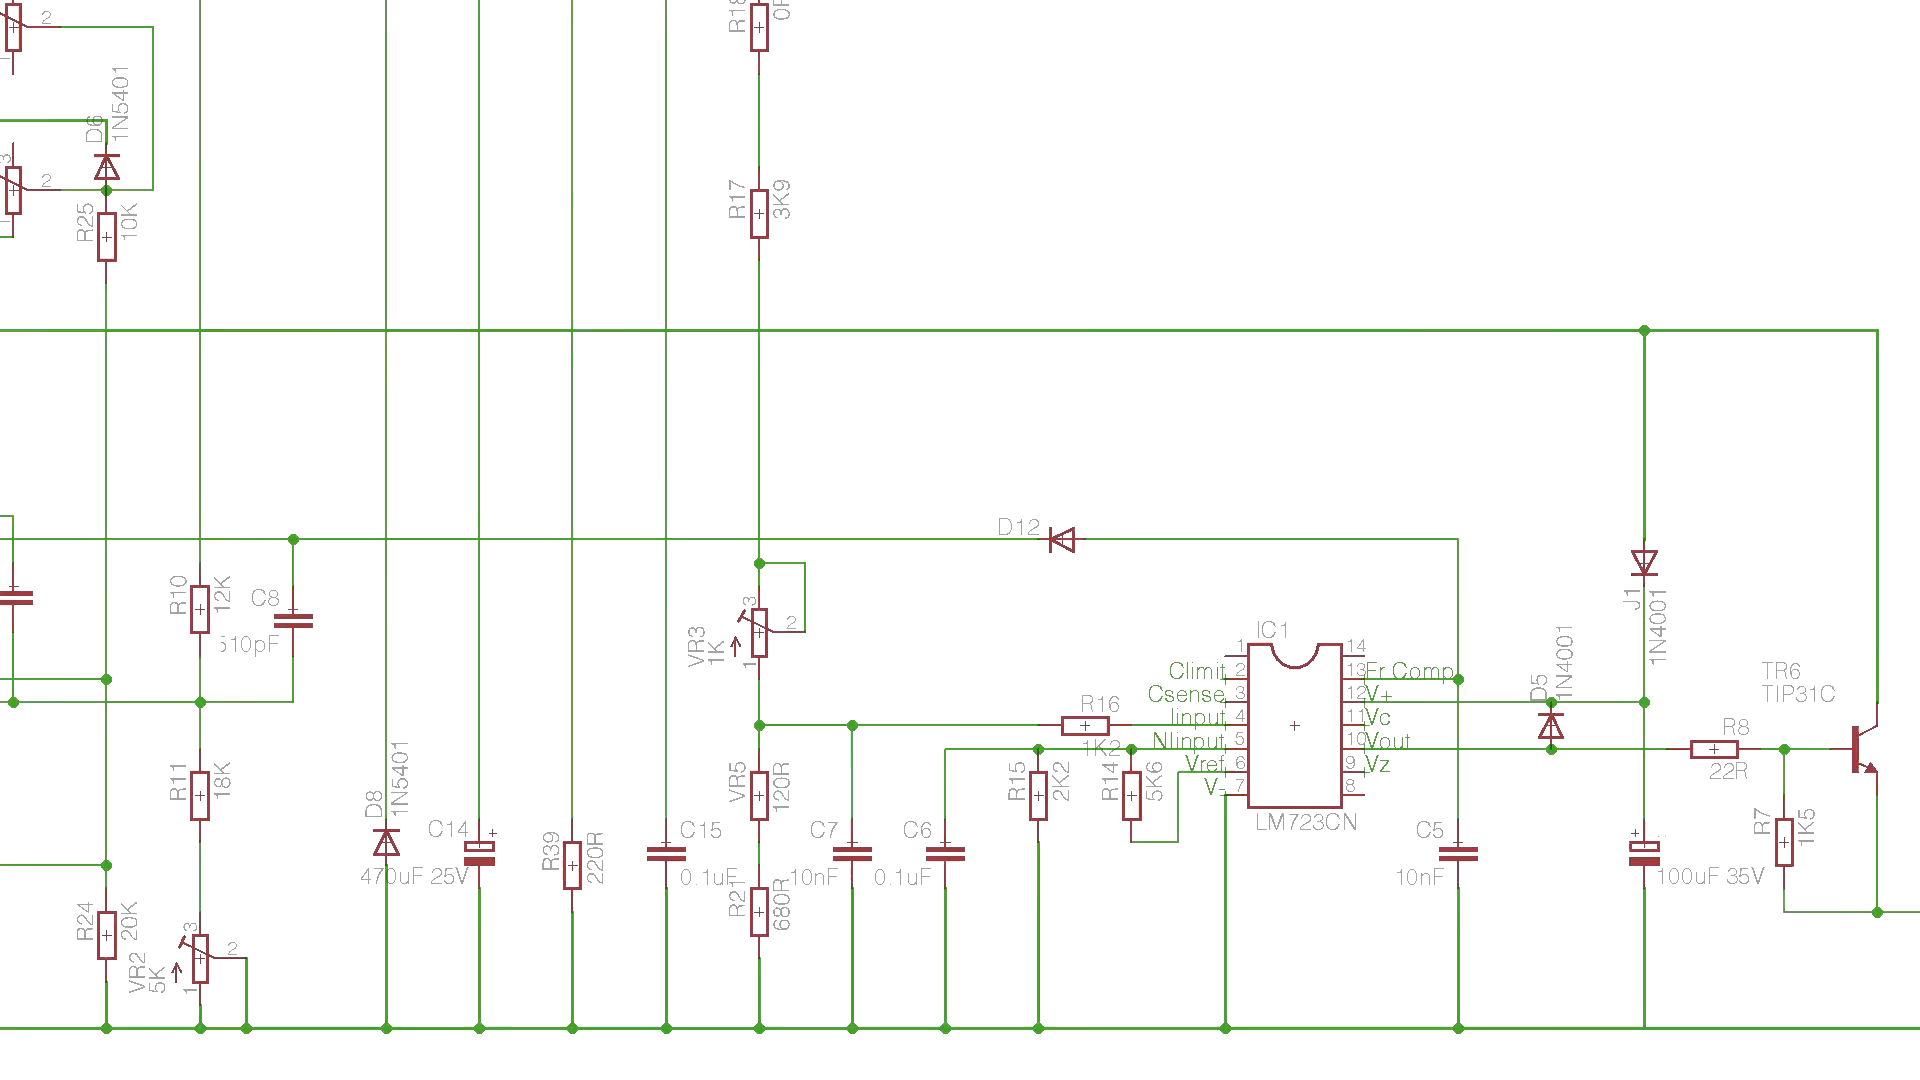 2
R18
D6
1N5401
3
2
1
R25
10K
R17
3K9
D12
R10
12K
C8
510pF
VR3
1K
3
2
1
IC1
1
2
3
4
5
6
7
14
13
12
11
10
9
8
Climit
Csense
Iinput
NIinput
Vref
V-
Fr.Comp
V+
Vc
Vout
Vz
LM723CN
J1
1N4001
D5
1N4001
TR6
TIP31C
R16
1K2
R15
2K2
R14
5K6
R8
22R
R11
18K
D8
1N5401
C14
470uF 25V
R39
220R
C15
0.1uF
VR5
120R
R21
680R
C7
10nF
C6
0.1uF
C5
10nF
100uF 35V
R7
1K5
R24
20K
VR2
5K
3
2
1